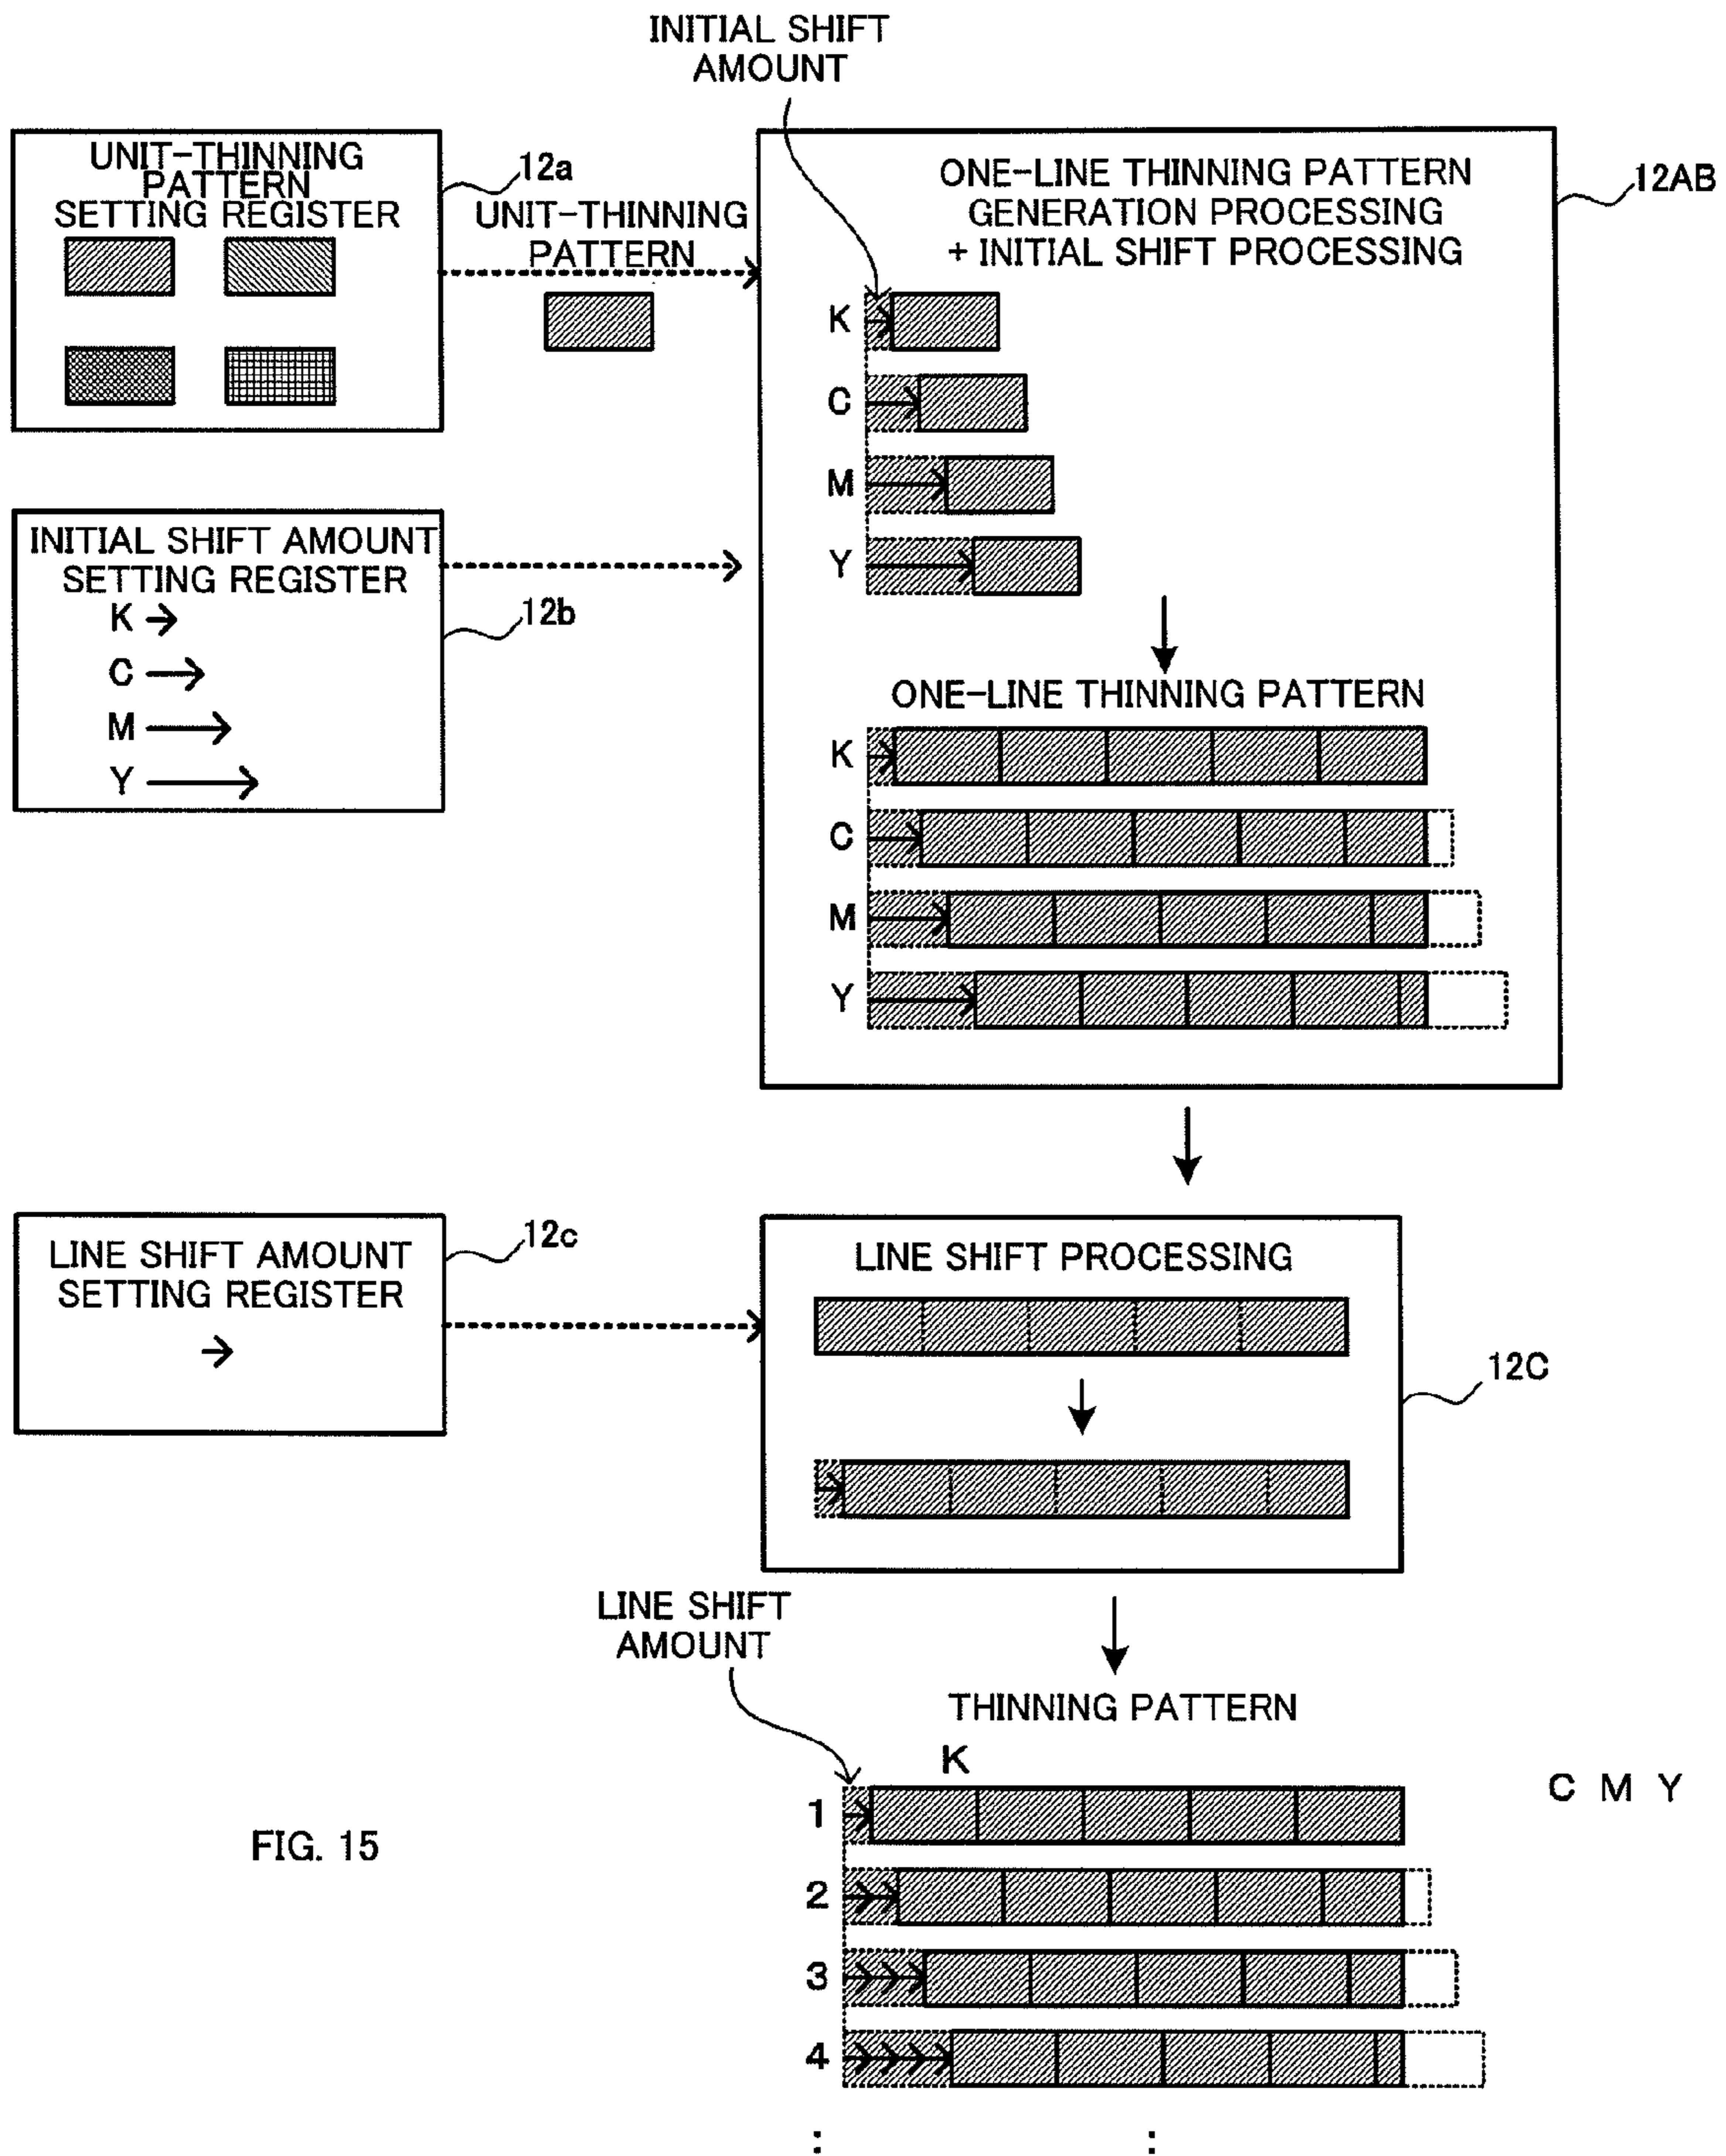 INITIAL SHIFT
AMOUNT
UNIT-THINNING
PATTERN
SETTING REGISTER
12a
UNIT-THINNING
PATTERN
ONE-LINE THINNING PATTERN
GENERATION PROCESSING
+ INITIAL SHIFT PROCESSING
12AB
K
C
M
Y
INITIAL SHIFT AMOUNT
SETTING REGISTER
K
C
M
Y
12b
ONE-LINE THINNING PATTERN
K
C
M
Y
LINE SHIFT AMOUNT
SETTING REGISTER
12c
LINE SHIFT PROCESSING
12C
LINE SHIFT
AMOUNT
THINNING PATTERN
K
C M Y
1
2
3
4
:
:
FIG. 15